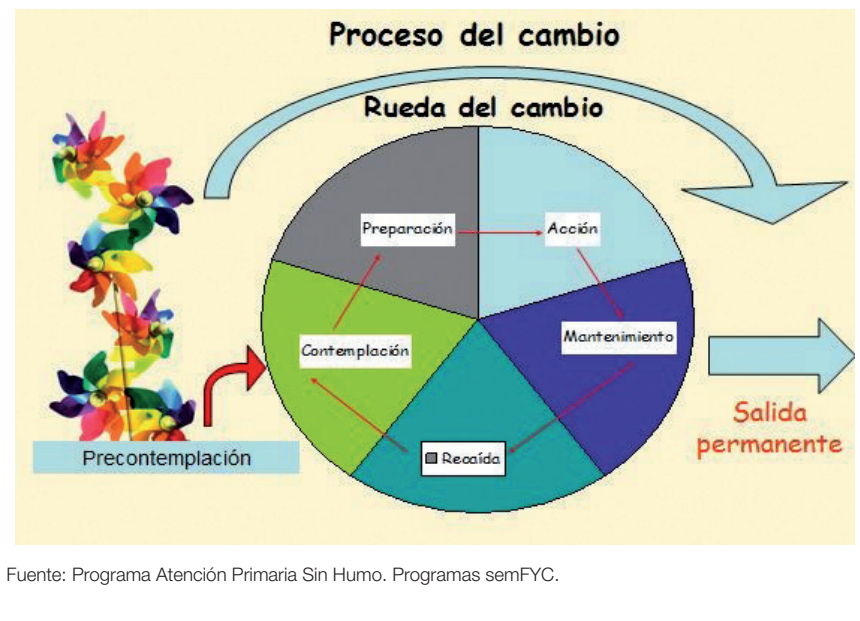 Proceso del cambio
Rueda del cambio
Preparación
Acción
Contemplación
Mantenimiento
Recaída
Precontemplación
Salida
permanente
Fuente: Programa Atención Primaria Sin Humo. Programas semFYC.